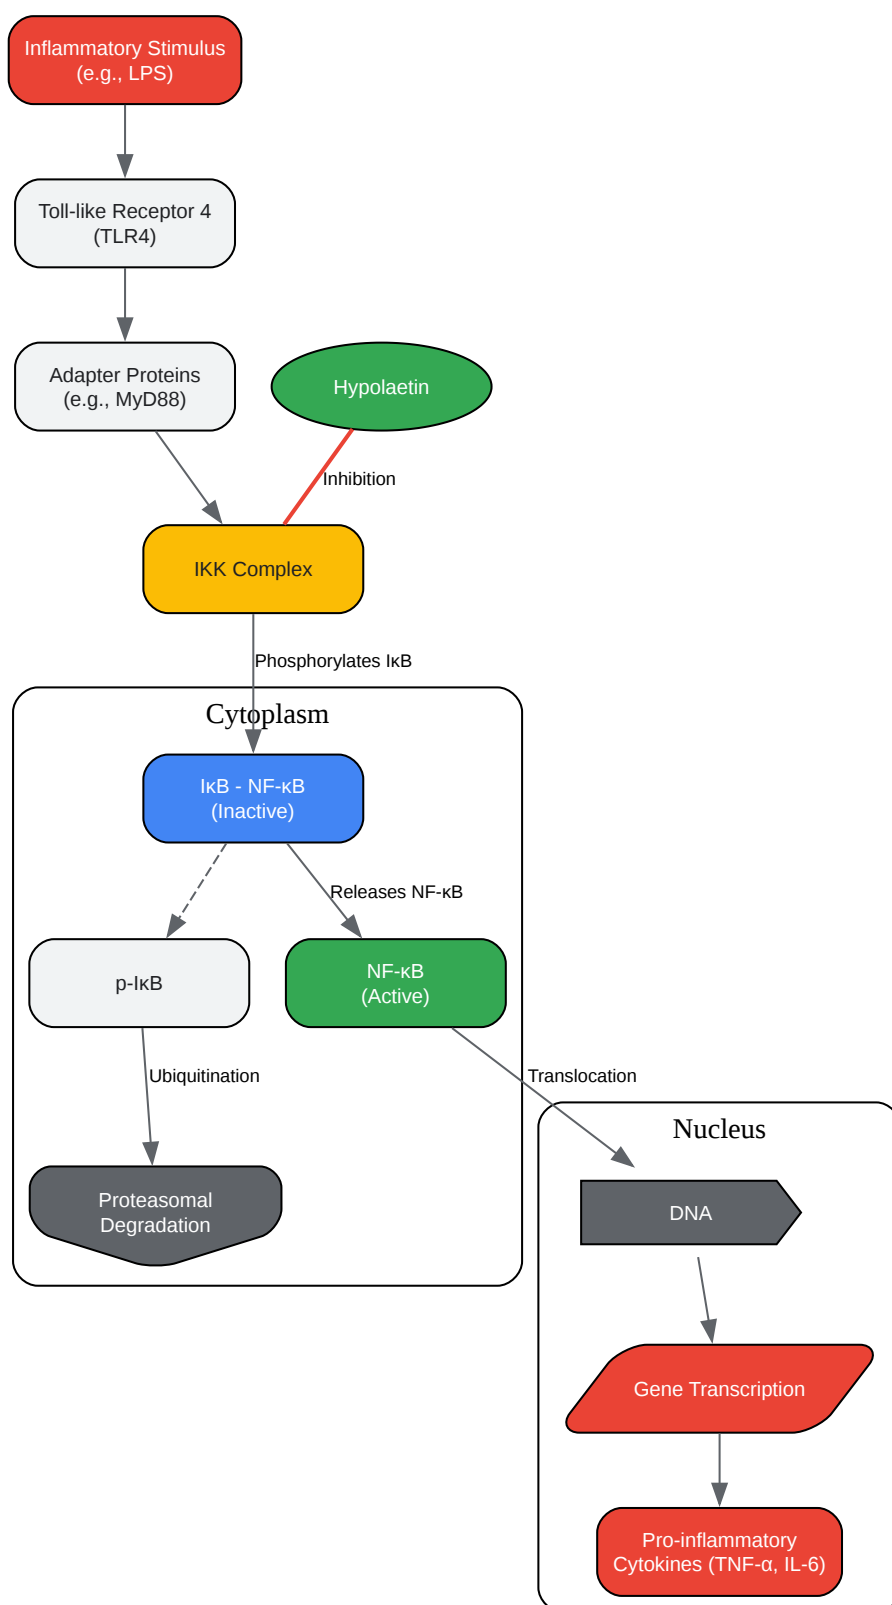 Inflammatory Stimulus
(e.g., LPS)
Toll-like Receptor 4
(TLR4)
Adapter Proteins
(e.g., MyD88)
Hypolaetin
Inhibition
IKK Complex
Phosphorylates IκB
Cytoplasm
IκB - NF-κB
(Inactive)
Releases NF-κB
p-IκB
NF-κB
(Active)
Ubiquitination
Translocation
Nucleus
Proteasomal
Degradation
DNA
Gene Transcription
Pro-inflammatory
Cytokines (TNF-α, IL-6)